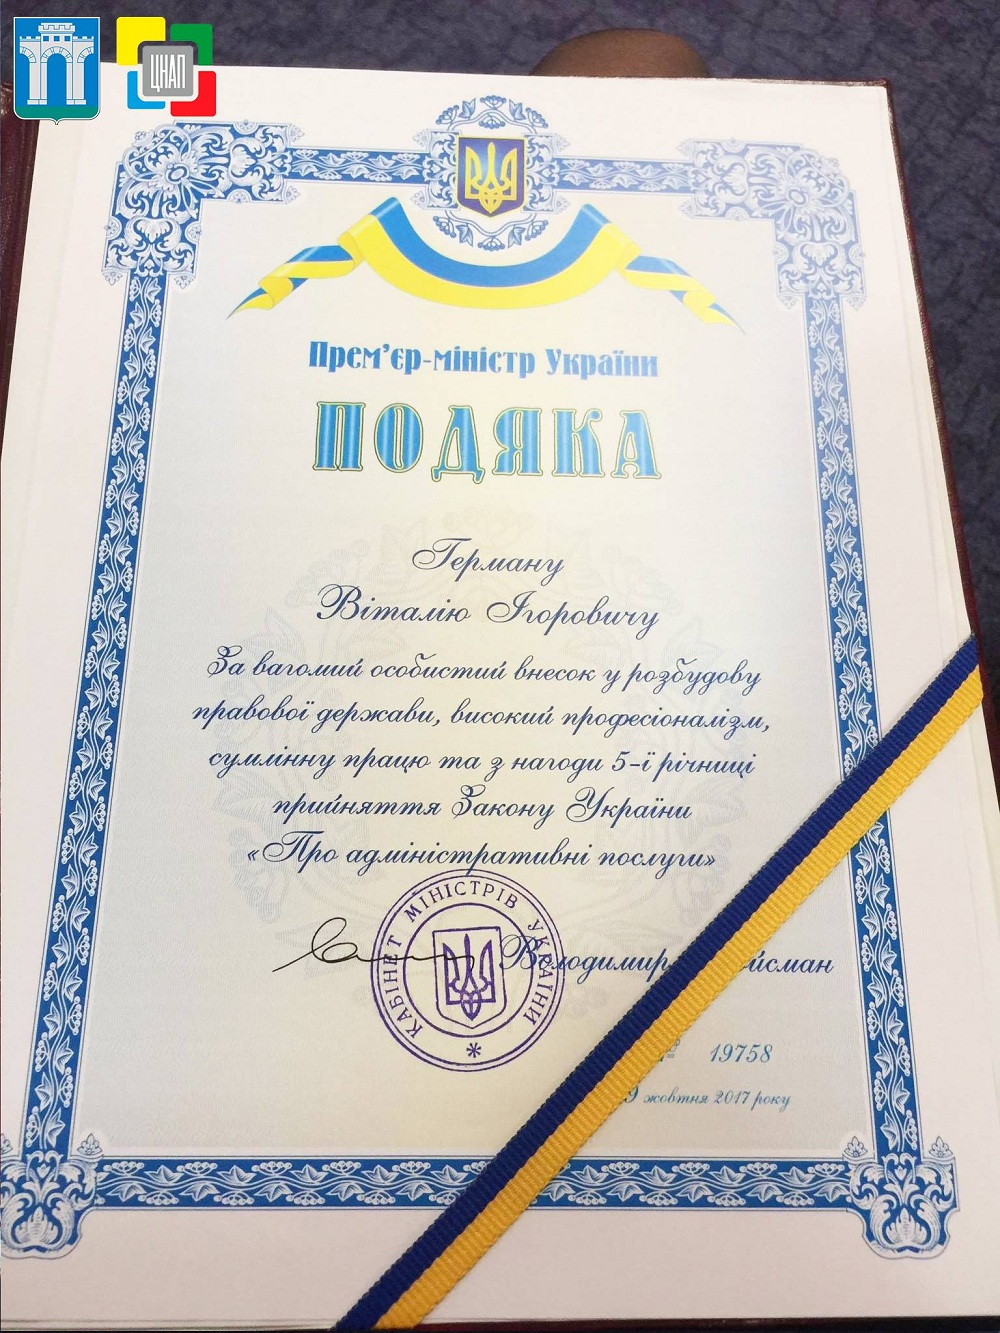 ЦНАП
Прем'єр-міністр України
ПОДЯКА
Герману
Віталію Ігоровичу
За вагомий особистий внесок у розбудову
правової держави, високий професіоналізм,
сумлінну працю та з нагоди 5-ї річниці
прийняття Закону України
«Про адміністративні послуги»
КАБІНЕТ МІНІСТРІВ УКРАЇНИ
Володимир
№ 19758
жовтня 2017 року